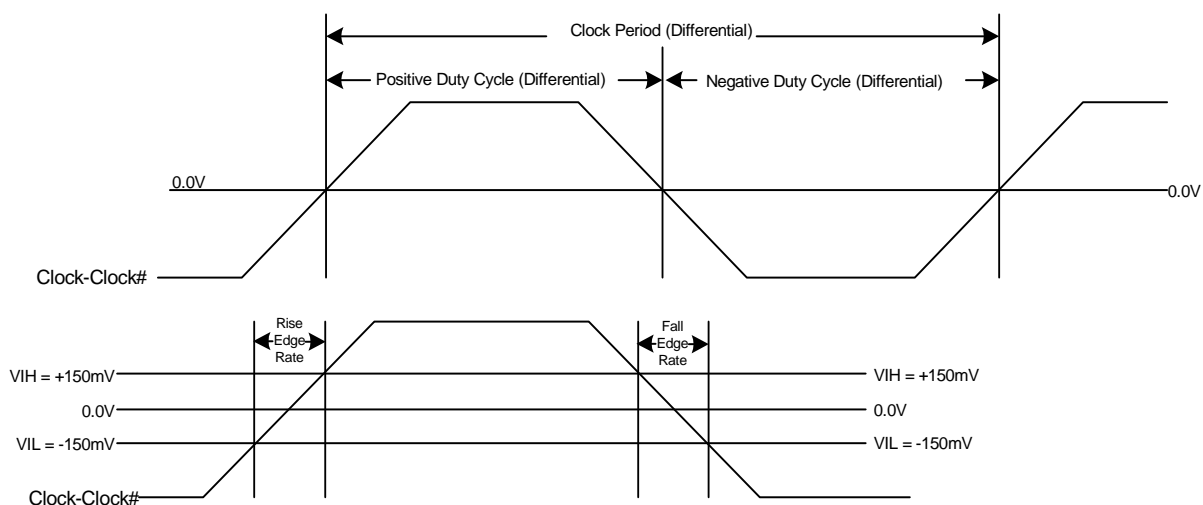 Clock Period (Differential)
Positive Duty Cycle (Differential)
Negative Duty Cycle (Differential)
0.0V
0.0V
Clock-Clock#
Rise
Edge
Rate
Fall
Edge
Rate
VIH = +150mV
VIH = +150mV
0.0V
0.0V
VIL = -150mV
VIL = -150mV
Clock-Clock#